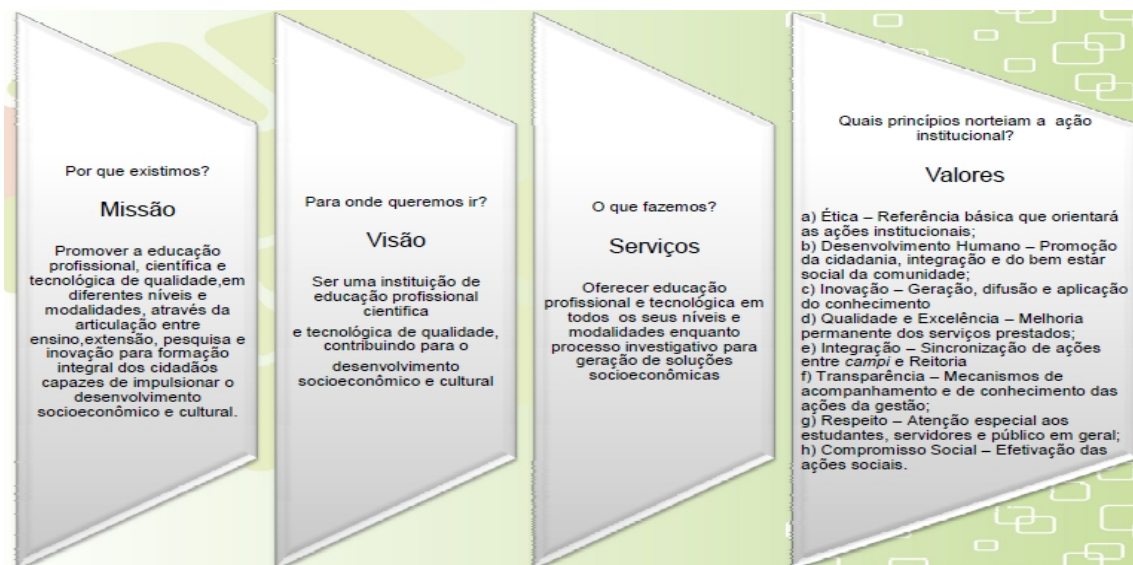 Por que existimos?
Missão
Promover a educação
profissional, científica e
tecnológica de qualidade,em
diferentes níveis e
modalidades, através da
articulação entre
ensino,extensão, pesquisa e
inovação para formação
integral dos cidadãos
capazes de impulsionar o
desenvolvimento
socioeconômico e cultural.
Para onde queremos ir?
Visão
Ser uma instituição de
educação profissional
cientifica
e tecnológica de qualidade,
contribuindo para o
desenvolvimento
socioeconômico e cultural
O que fazemos?
Serviços
Oferecer educação
profissional e tecnológica em
todos os seus níveis e
modalidades enquanto
processo investigativo para
geração de soluções
socioeconômicas
Quais princípios norteiam a ação
institucional?
Valores
a) Ética – Referência básica que orientará
as ações institucionais;
b) Desenvolvimento Humano – Promoção
da cidadania, integração e do bem estar
social da comunidade;
c) Inovação – Geração, difusão e aplicação
do conhecimento
d) Qualidade e Excelência – Melhoria
permanente dos serviços prestados;
e) Integração – Sincronização de ações
entre campi e Reitoria
f) Transparência – Mecanismos de
acompanhamento e de conhecimento das
ações da gestão;
g) Respeito – Atenção especial aos
estudantes, servidores e público em geral;
h) Compromisso Social – Efetivação das
ações sociais.